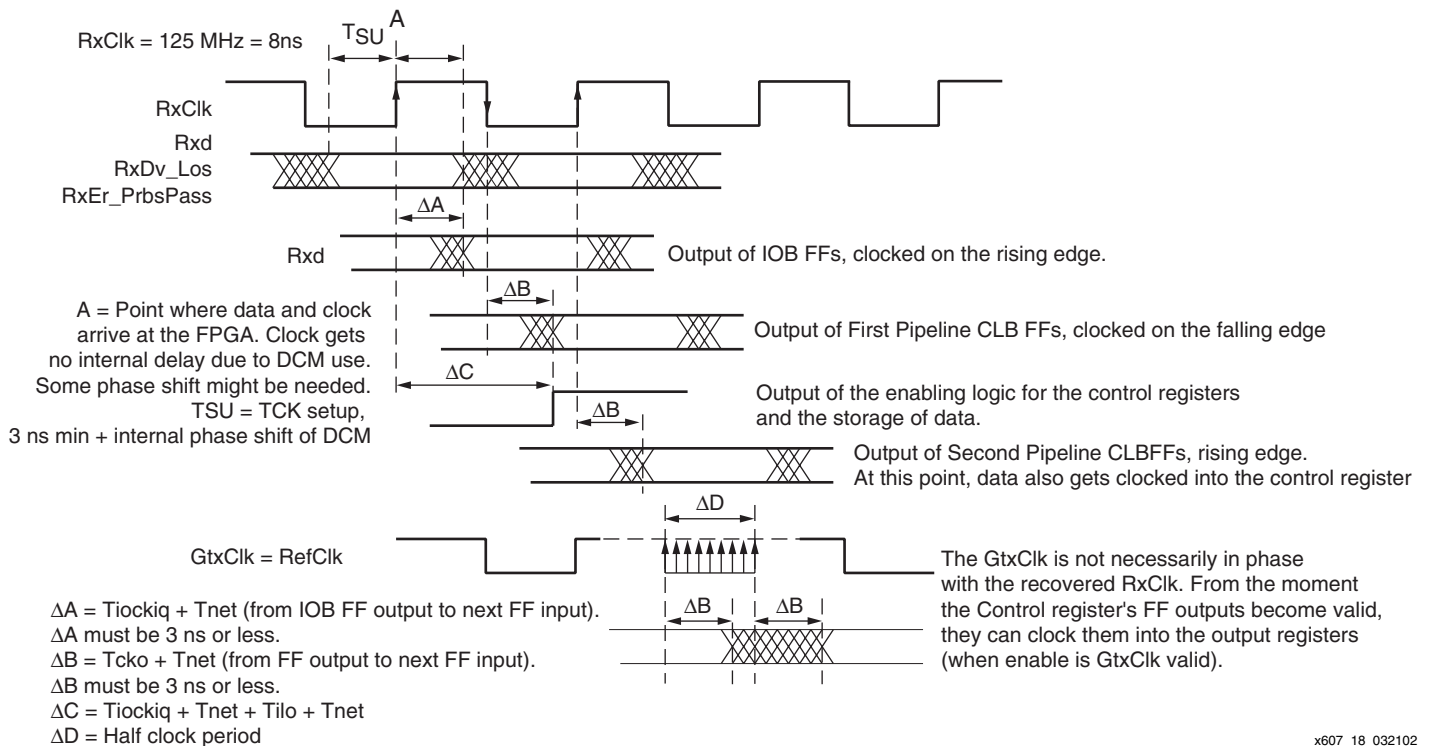 RxClk = 125 MHz = 8ns
TSU
A
RxClk
Rxd
RxDv_Los
RxEr_PrbsPass
ΔA
Rxd
Output of IOB FFs, clocked on the rising edge.
ΔB
A = Point where data and clock
arrive at the FPGA. Clock gets
no internal delay due to DCM use.
Some phase shift might be needed.
TSU = TCK setup,
3 ns min + internal phase shift of DCM
Output of First Pipeline CLB FFs, clocked on the falling edge
ΔC
Output of the enabling logic for the control registers
and the storage of data.
ΔB
Output of Second Pipeline CLBFFs, rising edge.
At this point, data also gets clocked into the control register
ΔD
GtxClk = RefClk
The GtxClk is not necessarily in phase
with the recovered RxClk. From the moment
the Control register's FF outputs become valid,
they can clock them into the output registers
(when enable is GtxClk valid).
ΔB
ΔB
ΔA = Tiockiq + Tnet (from IOB FF output to next FF input).
ΔA must be 3 ns or less.
ΔB = Tcko + Tnet (from FF output to next FF input).
ΔB must be 3 ns or less.
ΔC = Tiockiq + Tnet + Tilo + Tnet
ΔD = Half clock period
x607_18_032102